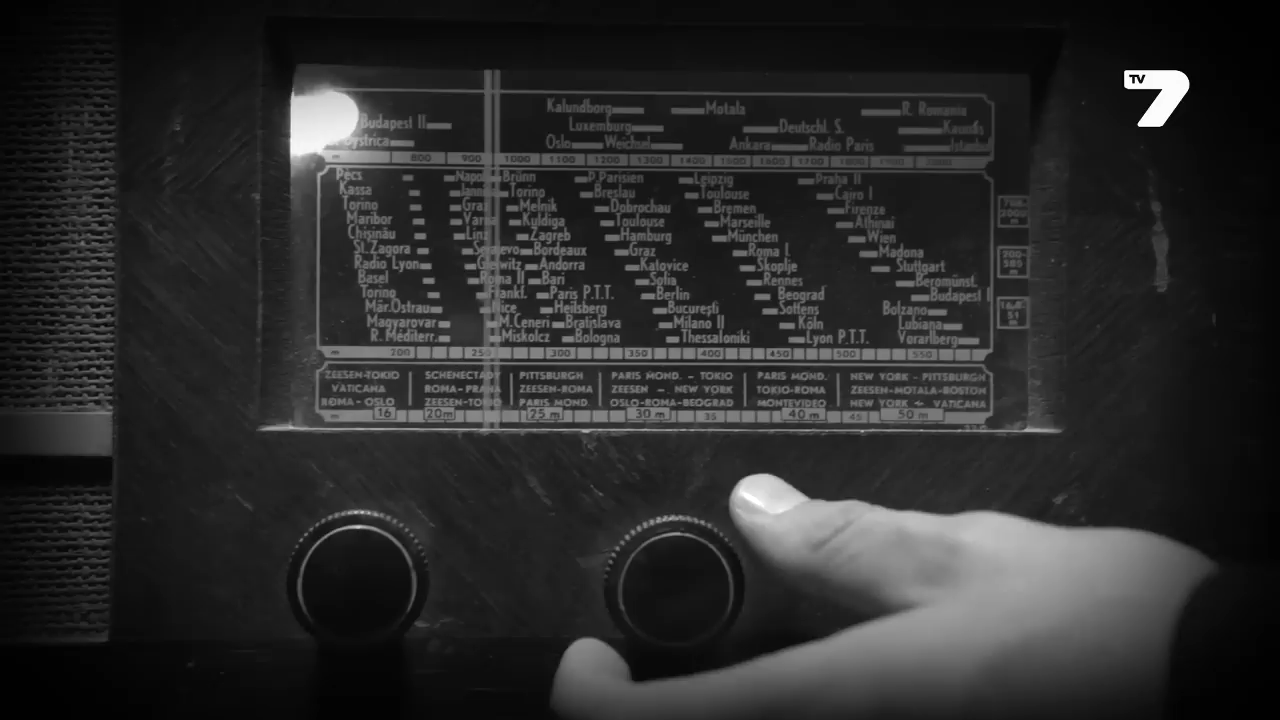 TV 7
Kalundborg Motala R. Romania
Budapest II Luxemburg Deutschl. S. Kaunas
Bystrica Oslo Weichsel Ankara Radio Paris Istanbul
m 800 900 1000 1100 1200 1300 1400 1500 1600 1700 1800 1900 2000
Pécs Napoli Brünn P. Parisien Leipzig Praha II
Kassa Torino Breslau Toulouse Cairo I
Torino Graz Melnik Dobrochau Bremen Firenze
Maribor Varna Kuldiga Toulouse Marseille Athinai
Chişinău Linz Zagreb Hamburg München Wien
St. Zagora Sarajevo Bordeaux Graz Roma I. Madona
Radio Lyon Gleiwitz Andorra Katovice Skoplje Stuttgart
Basel Roma II Bari Sofia Rennes Beromünst.
Torino Frankf. Paris P.T.T. Berlin Beograd Budapest I
Mär.Ostrau Nice Heilsberg Bucureşti Sottens Bolzano
Magyarovar M.Ceneri Bratislava Milano II Köln Lubiana
R. Méditerr. Miskolcz Bologna Thessaloniki Lyon P.T.T. Vorarlberg
m 200 250 300 350 400 450 500 550
ZEESEN-TOKIO SCHENECTADY PITTSBURGH PARIS MOND. - TOKIO PARIS MOND. NEW YORK - PITTSBURGH
VATICANA ROMA-PRAHA ZEESEN-ROMA ZEESEN - NEW YORK TOKIO-ROMA ZEESEN-MOTALA-BOSTON
ROMA-OSLO ZEESEN-TOKIO PARIS MOND. OSLO-ROMA-BEOGRAD MONTEVIDEO NEW YORK - VATICANA
m 16 20m 25 m 30 m 35 40 m 45 50 m